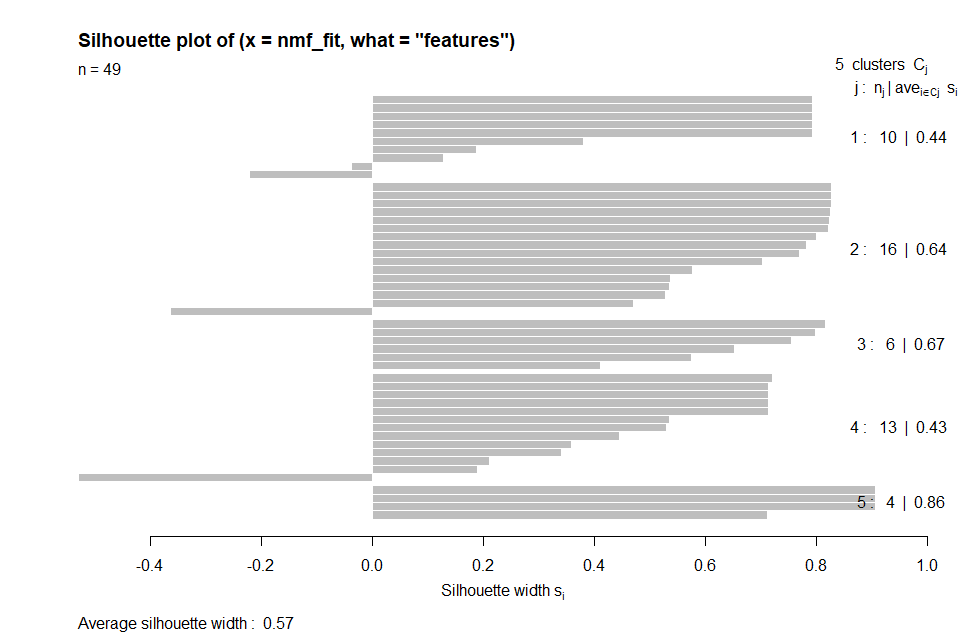 Silhouette plot of (x = nmf_fit, what = "features")
n = 49
5 clusters Cj
j : nj | avei∈Cj si
1 : 10 | 0.44
2 : 16 | 0.64
3 : 6 | 0.67
4 : 13 | 0.43
5 : 4 | 0.86
-0.4 -0.2 0.0 0.2 0.4 0.6 0.8 1.0
Silhouette width si
Average silhouette width : 0.57